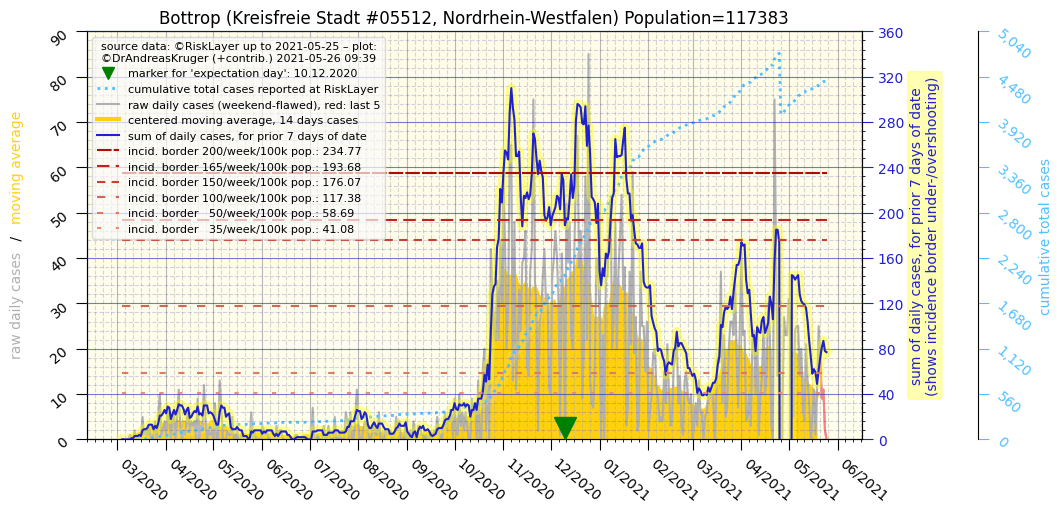 Bottrop (Kreisfreie Stadt #05512, Nordrhein-Westfalen) Population=117383
source data: ©RiskLayer up to 2021-05-25 – plot:
©DrAndreasKruger (+contrib.) 2021-05-26 09:39
marker for 'expectation day': 10.12.2020
cumulative total cases reported at RiskLayer
raw daily cases (weekend-flawed), red: last 5
centered moving average, 14 days cases
sum of daily cases, for prior 7 days of date
incid. border 200/week/100k pop.: 234.77
incid. border 165/week/100k pop.: 193.68
incid. border 150/week/100k pop.: 176.07
incid. border 100/week/100k pop.: 117.38
incid. border   50/week/100k pop.: 58.69
incid. border   35/week/100k pop.: 41.08
raw daily cases / moving average
90
80
70
60
50
40
30
20
10
0
03/2020
04/2020
05/2020
06/2020
07/2020
08/2020
09/2020
10/2020
11/2020
12/2020
01/2021
02/2021
03/2021
04/2021
05/2021
06/2021
360
320
280
240
200
160
120
80
40
0
sum of daily cases, for prior 7 days of date
(shows incidence border under-/overshooting)
5,040
4,480
3,920
3,360
2,800
2,240
1,680
1,120
560
0
cumulative total cases